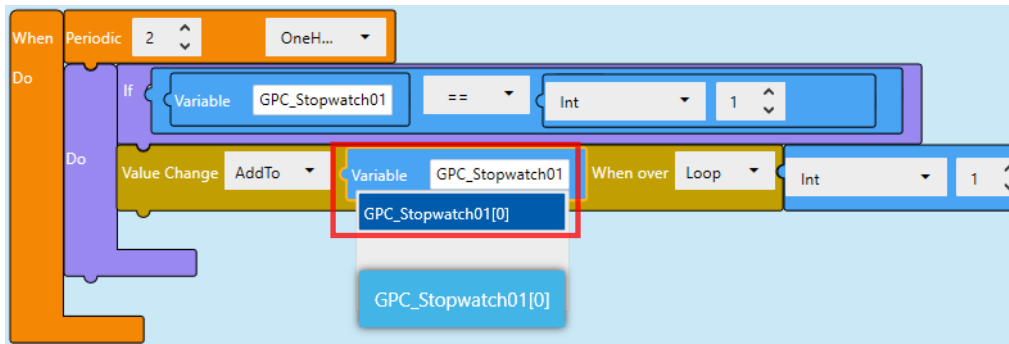 When Periodic 2 OneH...
Do If Variable GPC_Stopwatch01 == Int 1
Do Value Change AddTo Variable GPC_Stopwatch01 When over Loop Int 1
GPC_Stopwatch01[0]
GPC_Stopwatch01[0]